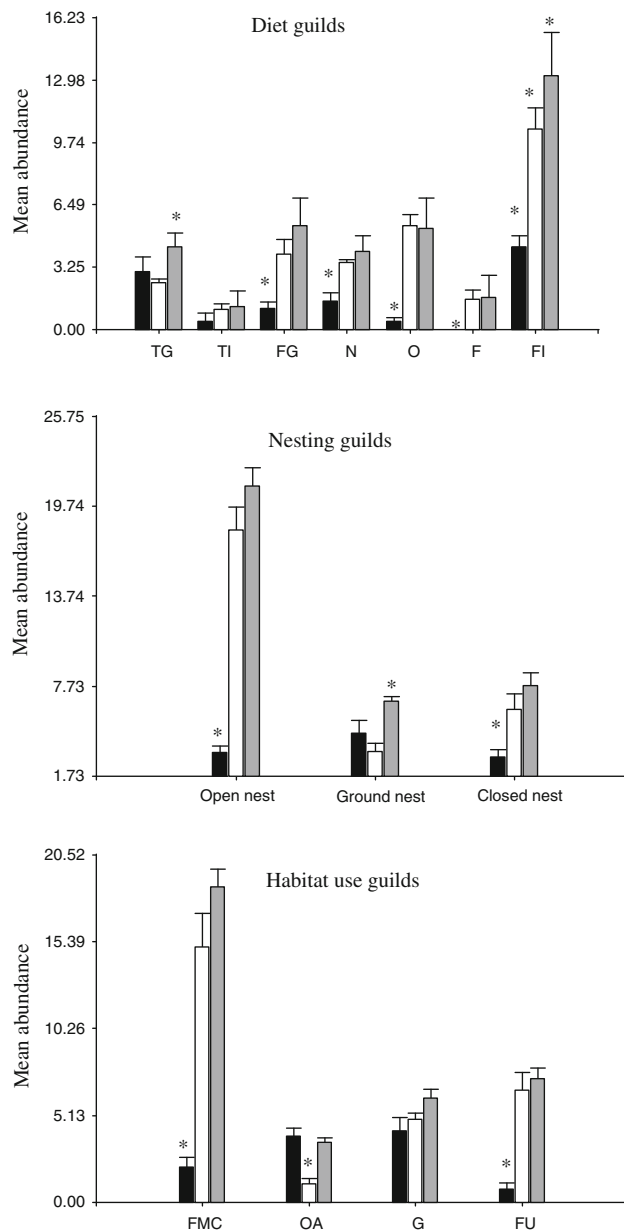 Diet guilds
Mean abundance
16.23
12.98
9.74
6.49
3.25
0.00
* * * * * * * *
TG TI FG N O F FI
Nesting guilds
Mean abundance
25.75
19.74
13.74
7.73
1.73
* * *
Open nest Ground nest Closed nest
Habitat use guilds
Mean abundance
20.52
15.39
10.26
5.13
0.00
* * *
FMC OA G FU